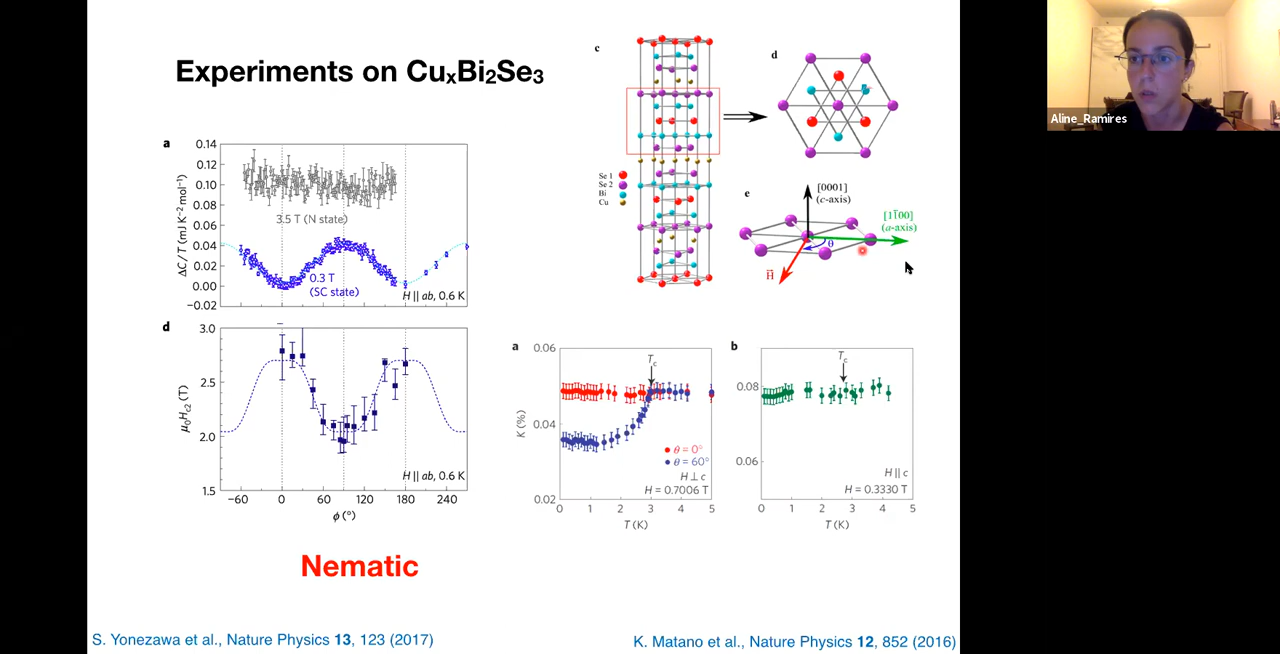 Experiments on CuxBi2Se3
a
0.14
0.12
0.10
0.08
0.06
0.04
0.02
0.00
−0.02
ΔC / T (mJ K−2 mol−1)
3.5 T (N state)
0.3 T
(SC state)
H || ab, 0.6 K
d
3.0
2.5
2.0
1.5
μ0Hc2 (T)
H || ab, 0.6 K
−60 0 60 120 180 240
ϕ (°)
Nematic
S. Yonezawa et al., Nature Physics 13, 123 (2017)
c
Se 1
Se 2
Bi
Cu
d
e
[0001]
(c-axis)
[11̄00]
(a-axis)
θ
H
a
0.06
0.04
0.02
K (%)
Tc
θ = 0°
θ = 60°
H ⊥ c
H = 0.7006 T
0 1 2 3 4 5
T (K)
b
0.08
0.06
Tc
H || c
H = 0.3330 T
0 1 2 3 4 5
T (K)
K. Matano et al., Nature Physics 12, 852 (2016)
Aline_Ramires